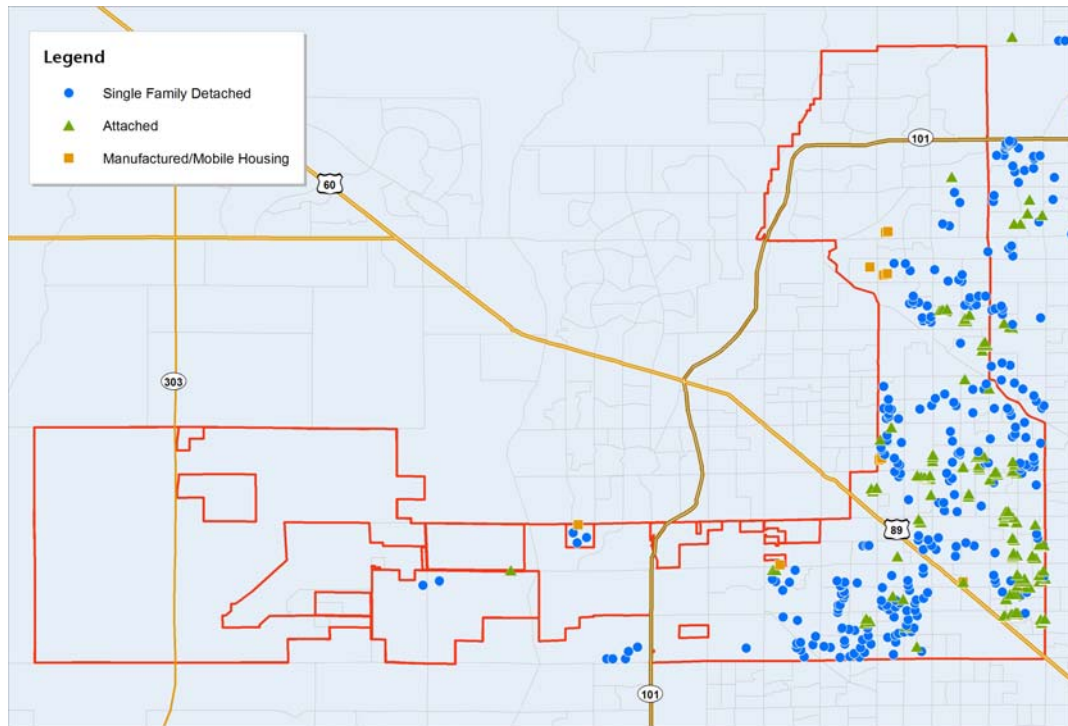 Legend
Single Family Detached
Attached
Manufactured/Mobile Housing
101
60
303
89
101